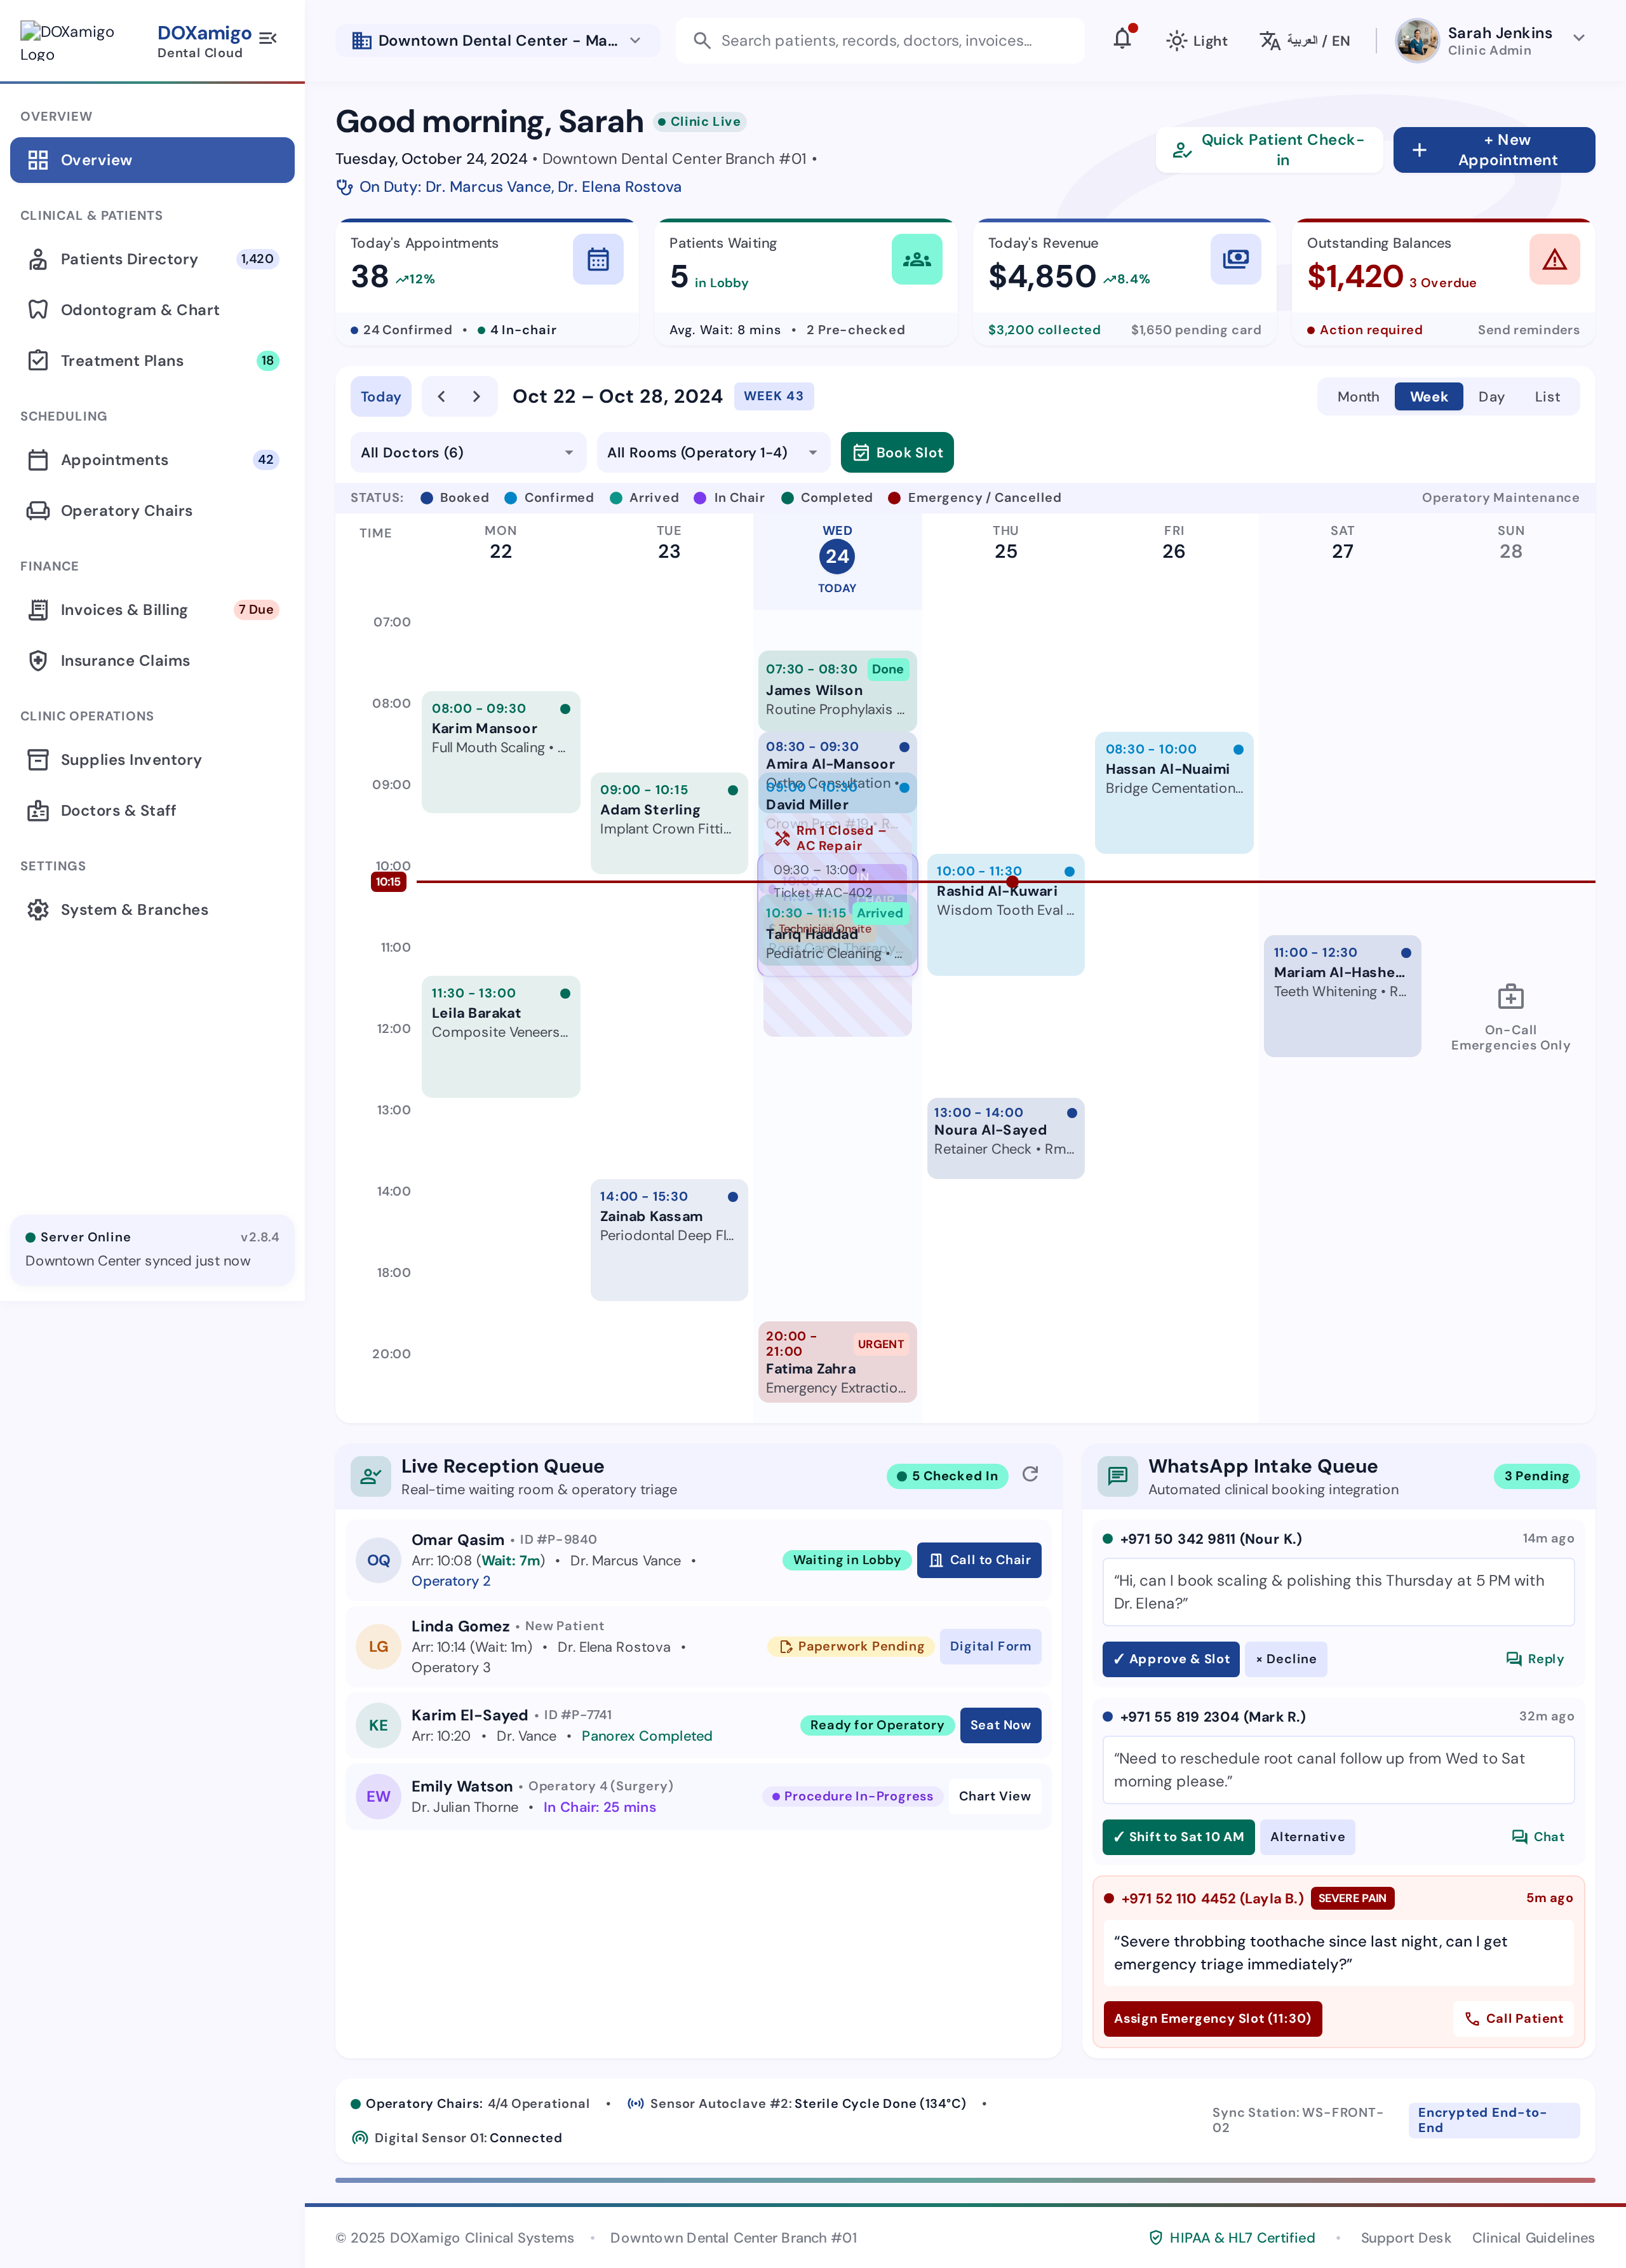 DOXamigo Logo
DOXamigo
Dental Cloud
Downtown Dental Center - Ma...
Search patients, records, doctors, invoices...
Light
العربية / EN
Sarah Jenkins
Clinic Admin
OVERVIEW
Overview
CLINICAL & PATIENTS
Patients Directory 1,420
Odontogram & Chart
Treatment Plans 18
SCHEDULING
Appointments 42
Operatory Chairs
FINANCE
Invoices & Billing 7 Due
Insurance Claims
CLINIC OPERATIONS
Supplies Inventory
Doctors & Staff
SETTINGS
System & Branches
Server Online v2.8.4
Downtown Center synced just now
Good morning, Sarah
Clinic Live
Tuesday, October 24, 2024 • Downtown Dental Center Branch #01 •
On Duty: Dr. Marcus Vance, Dr. Elena Rostova
Quick Patient Check-
in
+ New
Appointment
Today's Appointments
38 12%
24 Confirmed • 4 In-chair
Patients Waiting
5 in Lobby
Avg. Wait: 8 mins • 2 Pre-checked
Today's Revenue
$4,850 8.4%
$3,200 collected $1,650 pending card
Outstanding Balances
$1,420 3 Overdue
Action required Send reminders
Today
Oct 22 – Oct 28, 2024 WEEK 43
Month Week Day List
All Doctors (6)
All Rooms (Operatory 1-4)
Book Slot
STATUS: Booked Confirmed Arrived In Chair Completed Emergency / Cancelled Operatory Maintenance
TIME
MON
22
TUE
23
WED
24
TODAY
THU
25
FRI
26
SAT
27
SUN
28
07:00
08:00
09:00
10:00
10:15
11:00
12:00
13:00
14:00
18:00
20:00
08:00 - 09:30
Karim Mansoor
Full Mouth Scaling • ...
11:30 - 13:00
Leila Barakat
Composite Veneers...
09:00 - 10:15
Adam Sterling
Implant Crown Fitti...
14:00 - 15:30
Zainab Kassam
Periodontal Deep Fl...
07:30 - 08:30 Done
James Wilson
Routine Prophylaxis ...
08:30 - 09:30
Amira Al-Mansoor
Ortho Consultation •
09:00 - 10:30
David Miller
Crown Prep #19 • R...
Rm 1 Closed –
AC Repair
09:30 – 13:00 •
Ticket #AC-402
IN CHAIR
10:30 - 11:15 Arrived
Technician Onsite
Tariq Haddad
Root Canal Therapy...
Pediatric Cleaning • ...
20:00 -
21:00
URGENT
Fatima Zahra
Emergency Extractio...
10:00 - 11:30
Rashid Al-Kuwari
Wisdom Tooth Eval ...
13:00 - 14:00
Noura Al-Sayed
Retainer Check • Rm...
08:30 - 10:00
Hassan Al-Nuaimi
Bridge Cementation...
11:00 - 12:30
Mariam Al-Hashe...
Teeth Whitening • R...
On-Call
Emergencies Only
Live Reception Queue
Real-time waiting room & operatory triage
5 Checked In
Omar Qasim • ID #P-9840
OQ
Arr: 10:08 (Wait: 7m) • Dr. Marcus Vance •
Operatory 2
Waiting in Lobby
Call to Chair
Linda Gomez • New Patient
LG
Arr: 10:14 (Wait: 1m) • Dr. Elena Rostova •
Operatory 3
Paperwork Pending
Digital Form
Karim El-Sayed • ID #P-7741
KE
Arr: 10:20 • Dr. Vance • Panorex Completed
Ready for Operatory
Seat Now
Emily Watson • Operatory 4 (Surgery)
EW
Dr. Julian Thorne • In Chair: 25 mins
Procedure In-Progress
Chart View
WhatsApp Intake Queue
Automated clinical booking integration
3 Pending
+971 50 342 9811 (Nour K.) 14m ago
“Hi, can I book scaling & polishing this Thursday at 5 PM with
Dr. Elena?”
✓ Approve & Slot × Decline Reply
+971 55 819 2304 (Mark R.) 32m ago
“Need to reschedule root canal follow up from Wed to Sat
morning please.”
✓ Shift to Sat 10 AM Alternative Chat
+971 52 110 4452 (Layla B.) SEVERE PAIN 5m ago
“Severe throbbing toothache since last night, can I get
emergency triage immediately?”
Assign Emergency Slot (11:30) Call Patient
Operatory Chairs: 4/4 Operational • Sensor Autoclave #2: Sterile Cycle Done (134°C) •
Digital Sensor 01: Connected
Sync Station: WS-FRONT-
02
Encrypted End-to-
End
© 2025 DOXamigo Clinical Systems • Downtown Dental Center Branch #01
HIPAA & HL7 Certified • Support Desk Clinical Guidelines